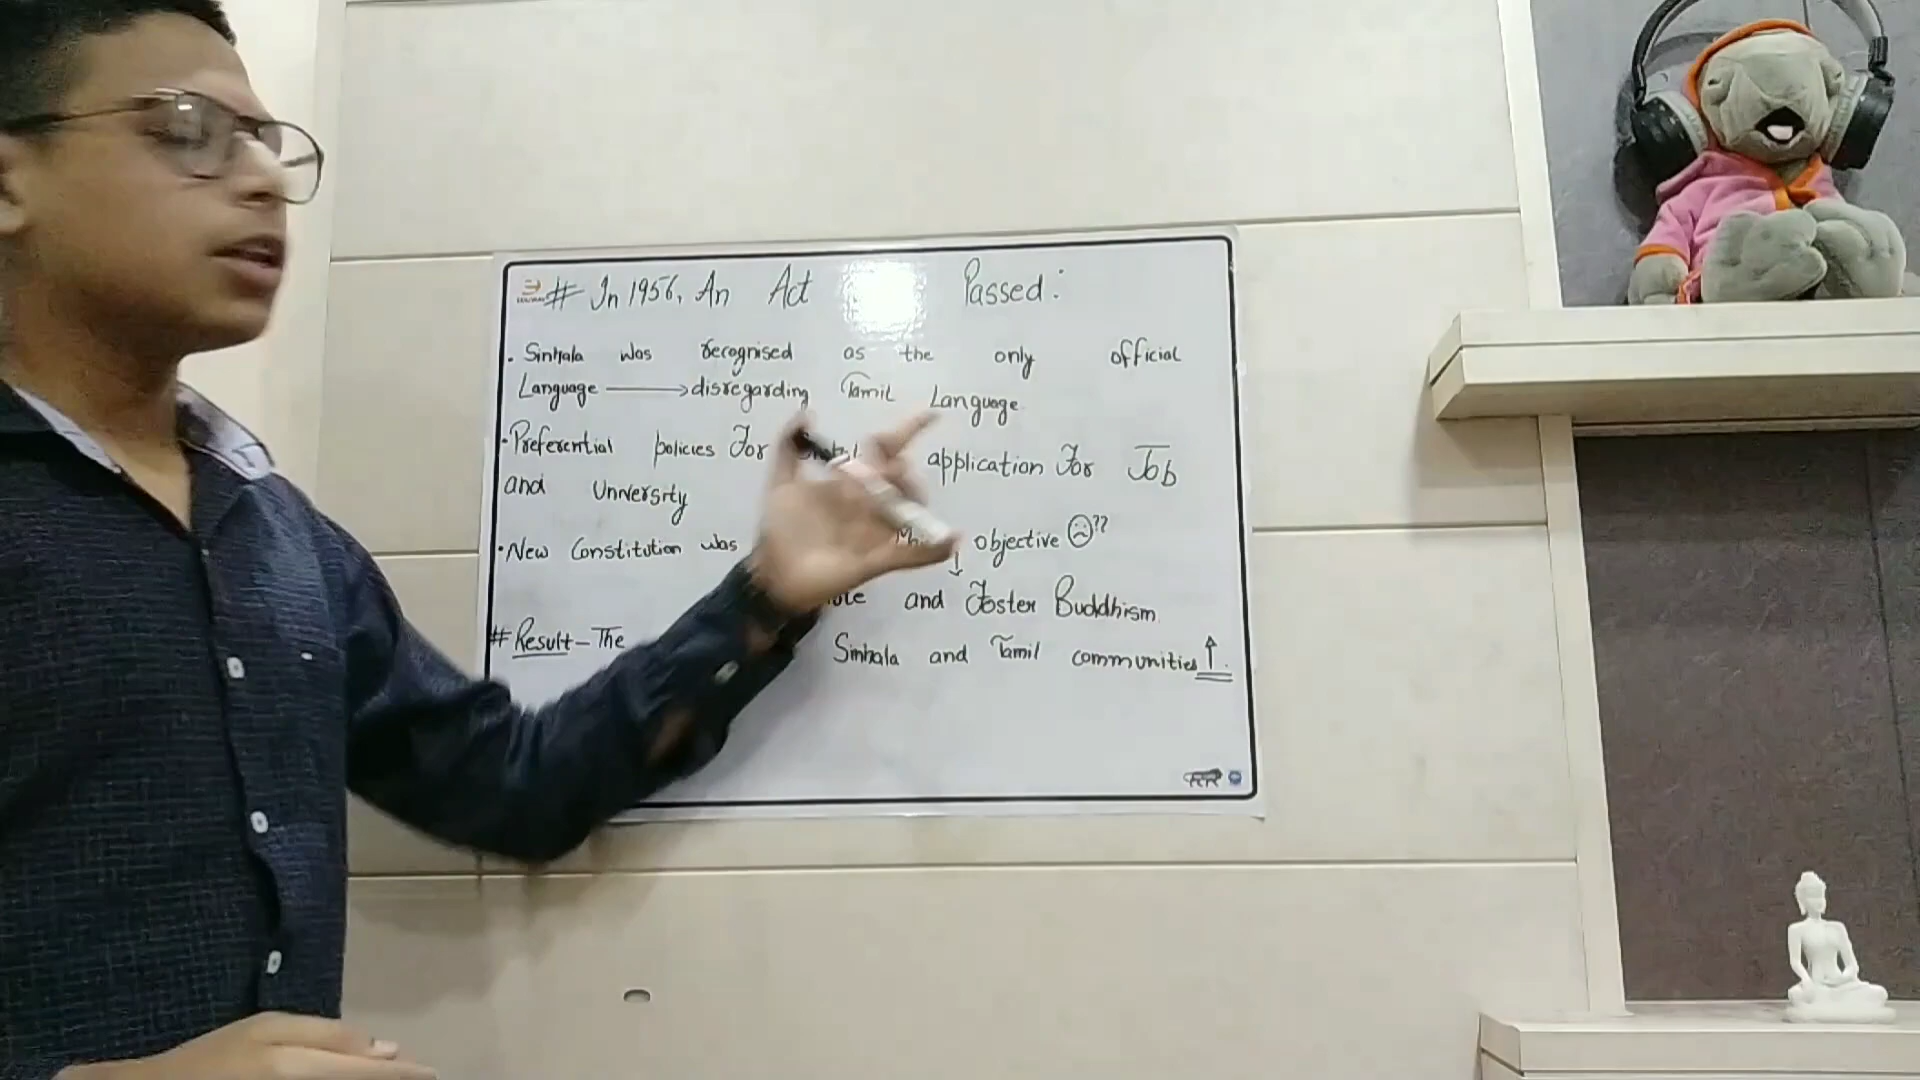 # In 1956, An Act Passed:
• Sinhala was recognised as the only official
Language → disregarding Tamil Language.
• Preferential policies For application For Job
and University
• New Constitution was objective ☹??
↓
and Foster Buddhism.
# Result - The Sinhala and Tamil communities ↑.